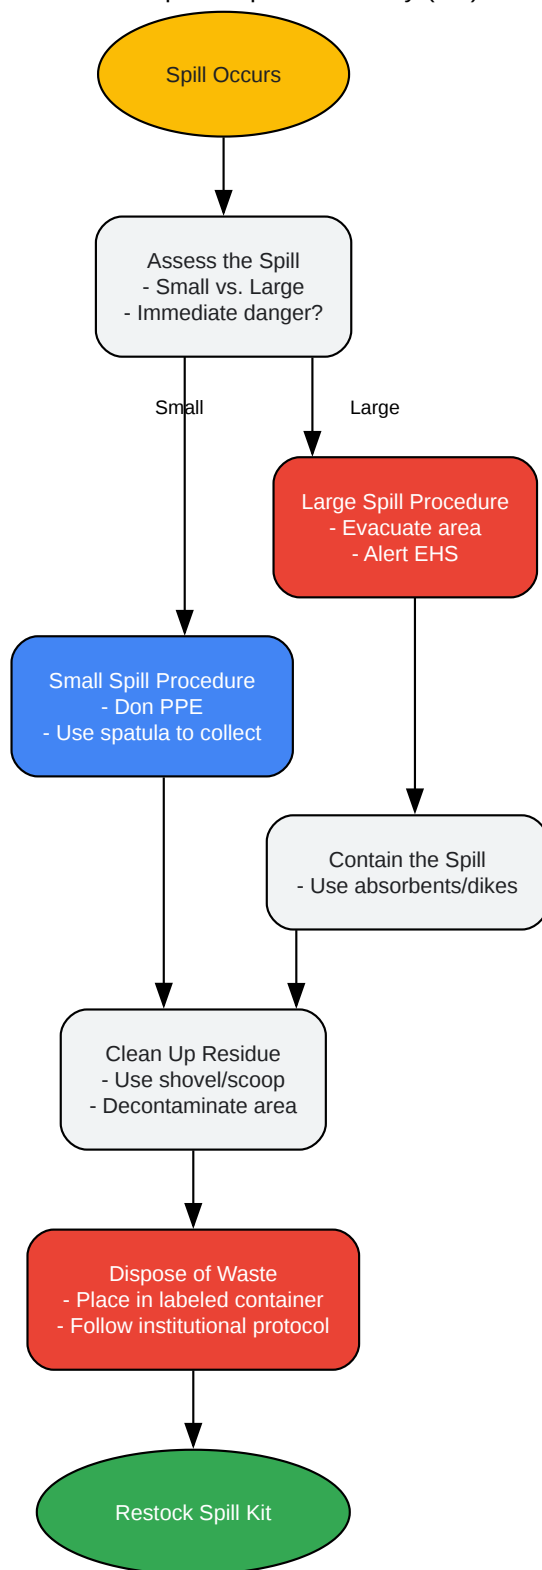 Spill Occurs
Assess the Spill
- Small vs. Large
- Immediate danger?
Small
Large
Large Spill Procedure
- Evacuate area
- Alert EHS
Small Spill Procedure
- Don PPE
- Use spatula to collect
Contain the Spill
- Use absorbents/dikes
Clean Up Residue
- Use shovel/scoop
- Decontaminate area
Dispose of Waste
- Place in labeled container
- Follow institutional protocol
Restock Spill Kit